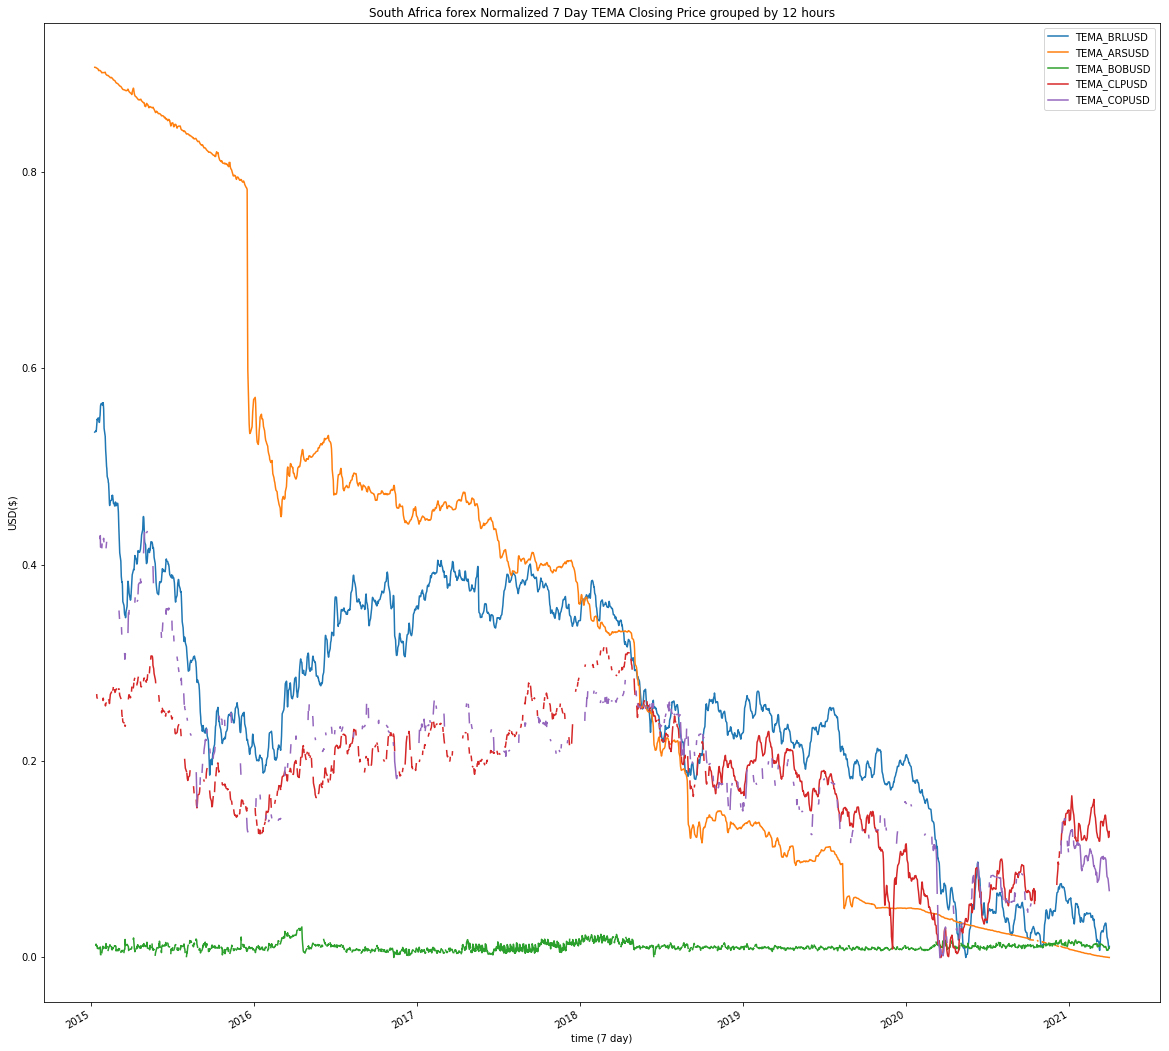 South Africa forex Normalized 7 Day TEMA Closing Price grouped by 12 hours
TEMA_BRLUSD
TEMA_ARSUSD
TEMA_BOBUSD
TEMA_CLPUSD
TEMA_COPUSD
USD($)
0.8
0.6
0.4
0.2
0.0
2015
2016
2017
2018
2019
2020
2021
time (7 day)